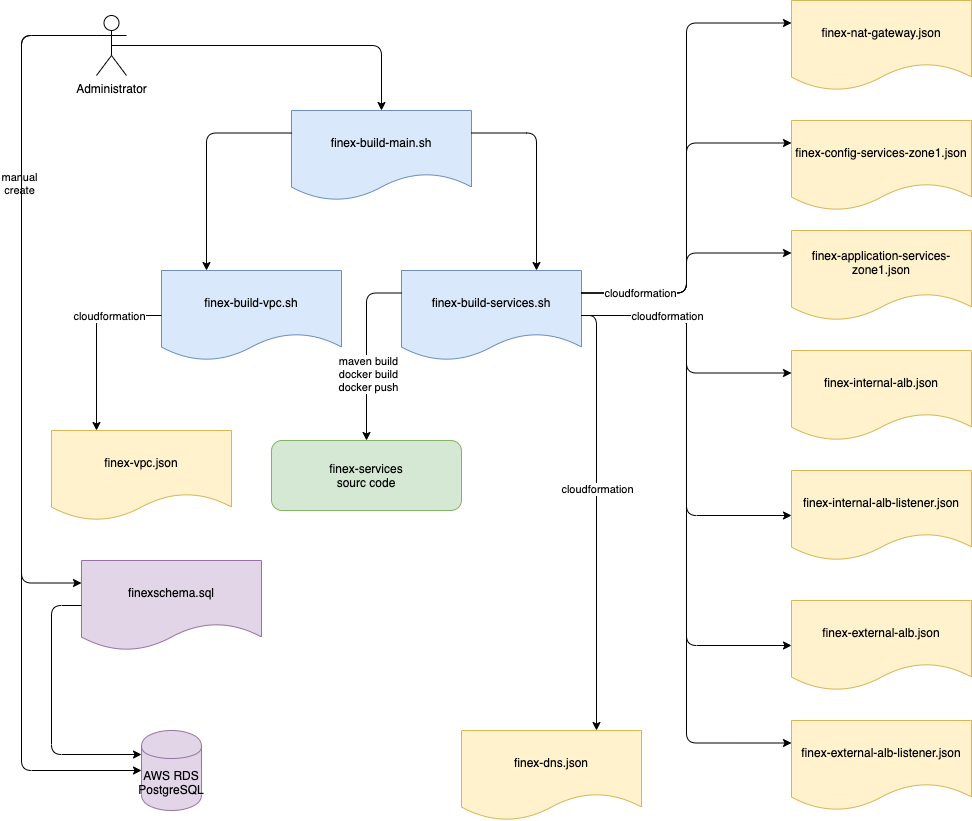 finex-nat-gateway.json
Administrator
finex-build-main.sh
finex-config-services-zone1.json
manual
create
finex-application-services-
zone1.json
finex-build-vpc.sh
finex-build-services.sh
cloudformation
cloudformation
cloudformation
maven build
docker build
docker push
finex-internal-alb.json
finex-vpc.json
finex-services
sourc code
cloudformation
finex-internal-alb-listener.json
finexschema.sql
finex-external-alb.json
finex-dns.json
finex-external-alb-listener.json
AWS RDS
PostgreSQL